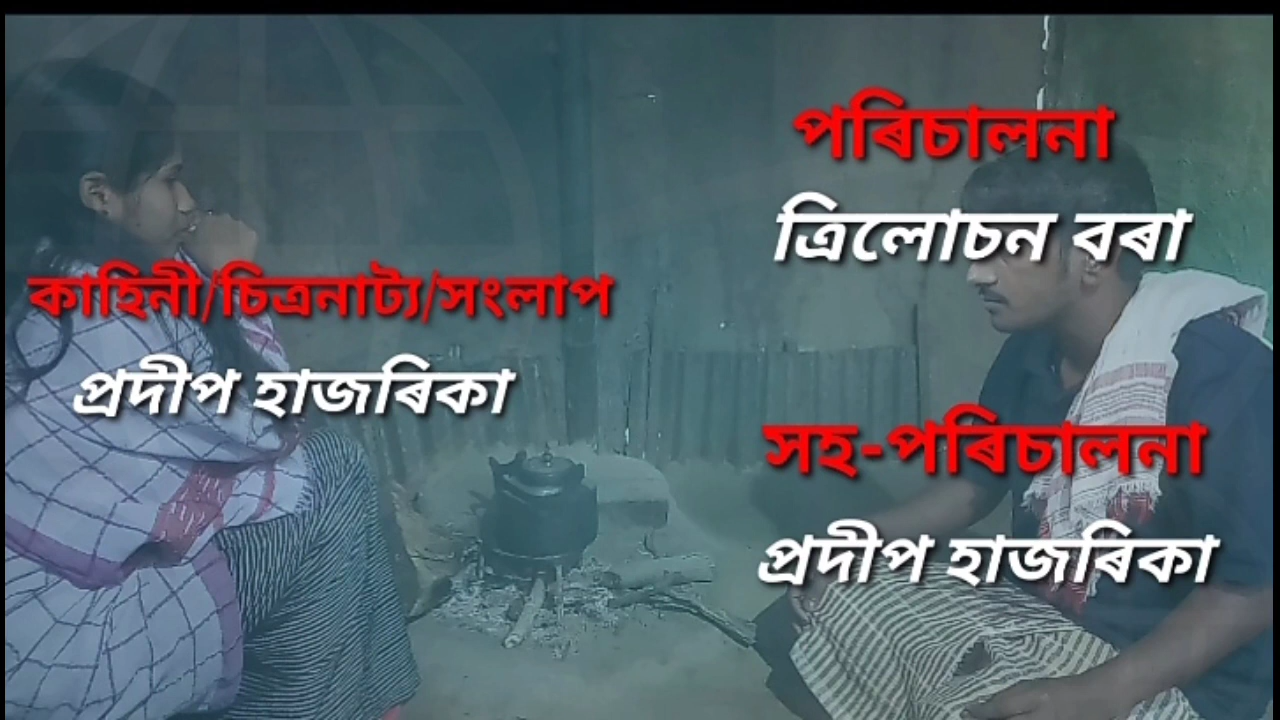 পৰিচালনা
ত্ৰিলোচন বৰা
কাহিনী/চিত্ৰনাট্য/সংলাপ
প্ৰদীপ হাজৰিকা
সহ-পৰিচালনা
প্ৰদীপ হাজৰিকা